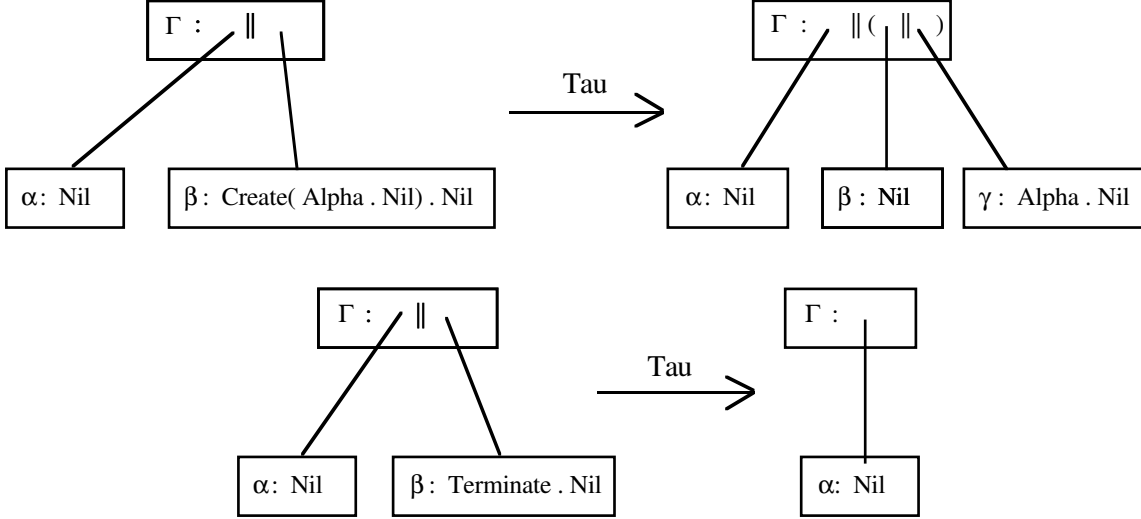 Γ : ||
Γ : || ( || )
Tau
α: Nil
β : Create( Alpha . Nil) . Nil
α: Nil
β : Nil
γ : Alpha . Nil
Γ : ||
Γ :
Tau
α: Nil
β : Terminate . Nil
α: Nil